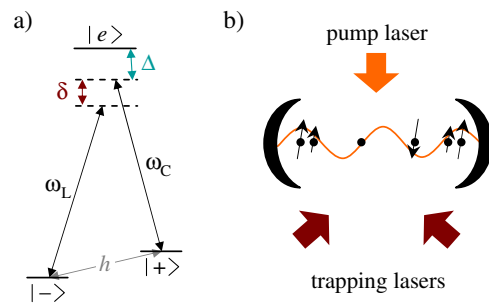 a)
|e>
Δ
δ
ω_L
ω_C
h
|+>
|−>
b)
pump laser
trapping lasers